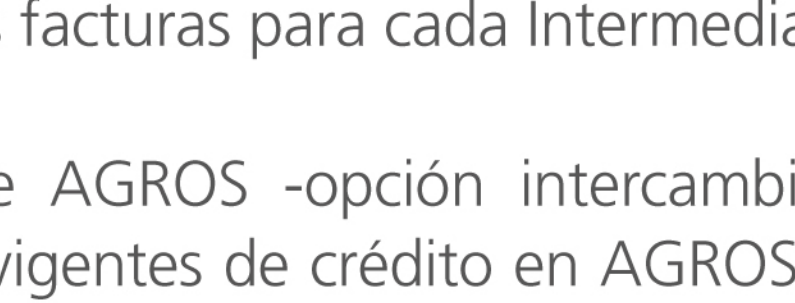 facturas para cada Intermedia
AGROS -opción intercambi
vigentes de crédito en AGROS